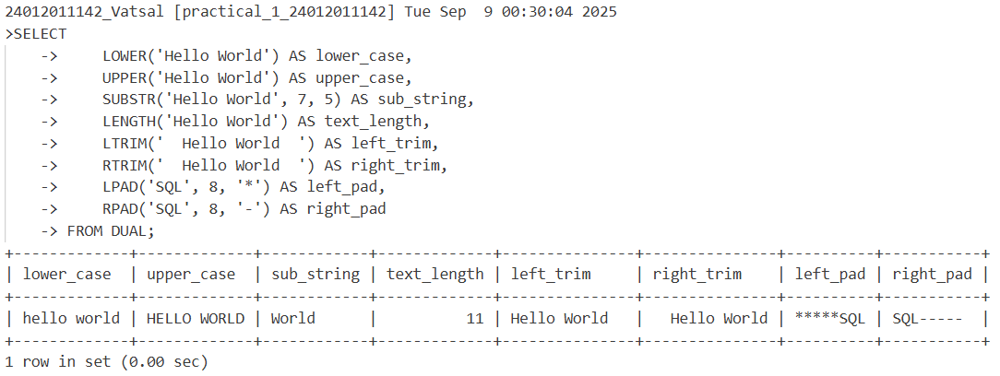 24012011142_Vatsal [practical_1_24012011142] Tue Sep  9 00:30:04 2025
>SELECT
    ->     LOWER('Hello World') AS lower_case,
    ->     UPPER('Hello World') AS upper_case,
    ->     SUBSTR('Hello World', 7, 5) AS sub_string,
    ->     LENGTH('Hello World') AS text_length,
    ->     LTRIM('  Hello World  ') AS left_trim,
    ->     RTRIM('  Hello World  ') AS right_trim,
    ->     LPAD('SQL', 8, '*') AS left_pad,
    ->     RPAD('SQL', 8, '-') AS right_pad
    -> FROM DUAL;
+-------------+-------------+------------+-------------+---------------+---------------+----------+-----------+
| lower_case  | upper_case  | sub_string | text_length | left_trim     | right_trim    | left_pad | right_pad |
+-------------+-------------+------------+-------------+---------------+---------------+----------+-----------+
| hello world | HELLO WORLD | World      |          11 | Hello World   |   Hello World | *****SQL | SQL-----  |
+-------------+-------------+------------+-------------+---------------+---------------+----------+-----------+
1 row in set (0.00 sec)